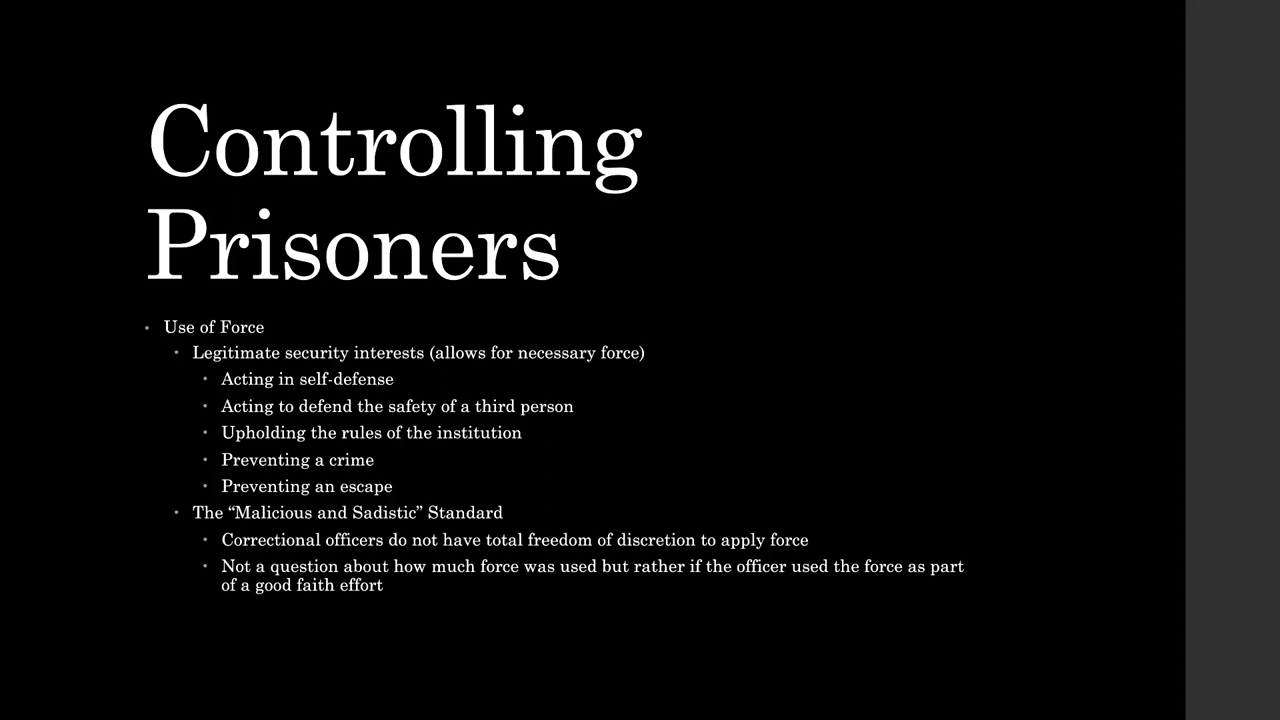 Controlling
Prisoners
• Use of Force
• Legitimate security interests (allows for necessary force)
• Acting in self-defense
• Acting to defend the safety of a third person
• Upholding the rules of the institution
• Preventing a crime
• Preventing an escape
• The “Malicious and Sadistic” Standard
• Correctional officers do not have total freedom of discretion to apply force
• Not a question about how much force was used but rather if the officer used the force as part
of a good faith effort